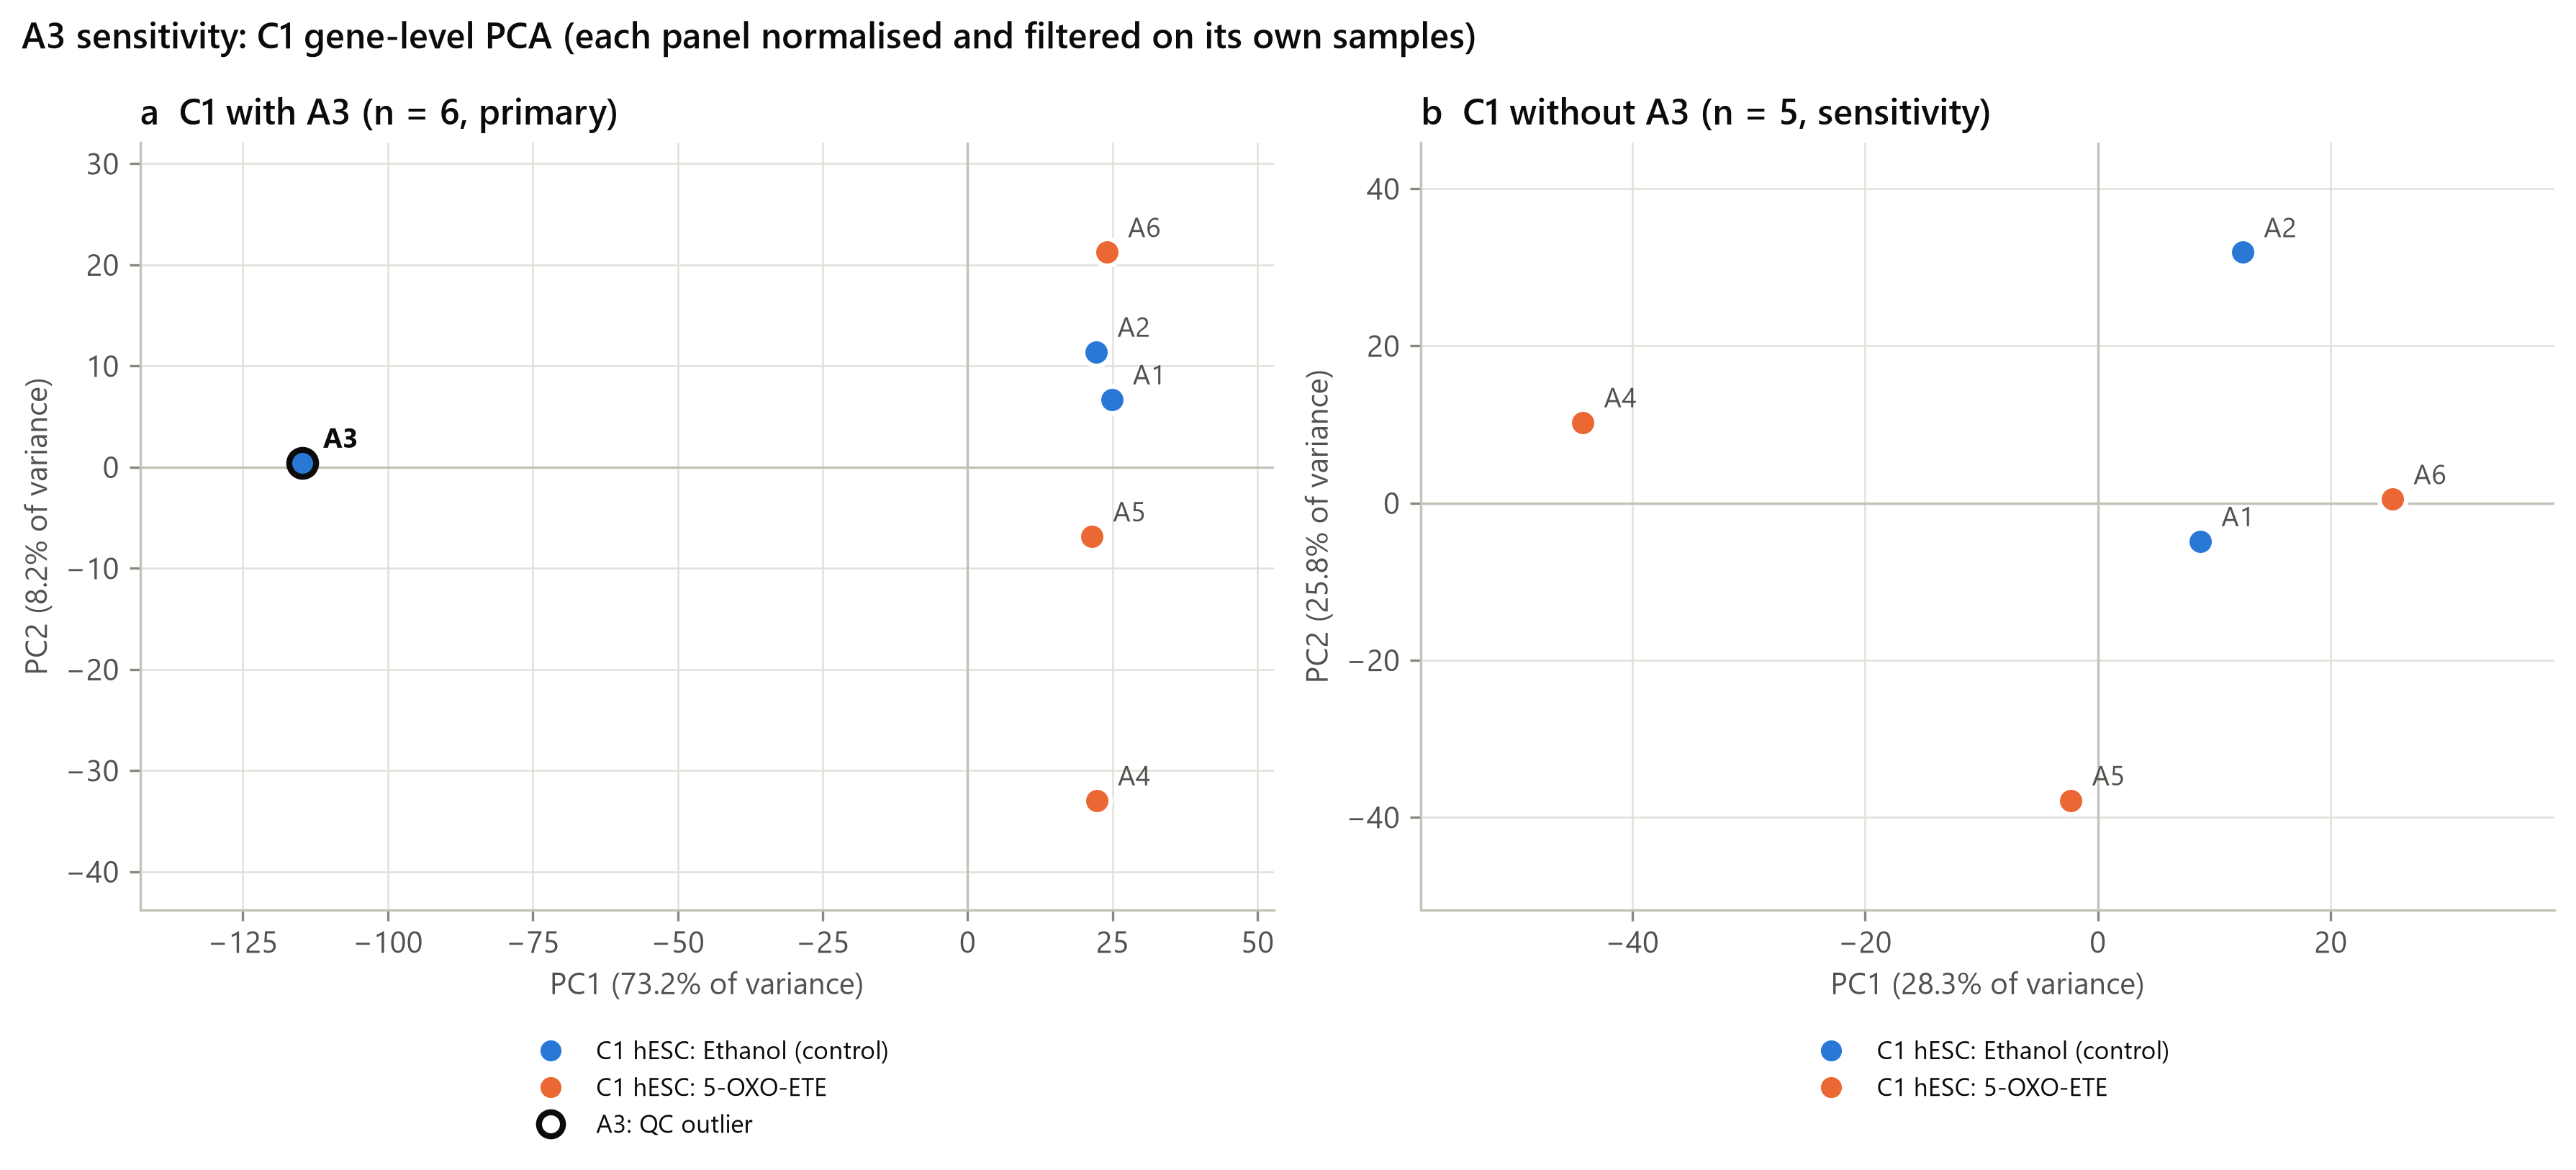 A3 sensitivity: C1 gene-level PCA (each panel normalised and filtered on its own samples)
a C1 with A3 (n = 6, primary)
30
20
10
0
−10
−20
−30
−40
PC2 (8.2% of variance)
A6
A2
A1
A3
A5
A4
−125
−100
−75
−50
−25
0
25
50
PC1 (73.2% of variance)
C1 hESC: Ethanol (control)
C1 hESC: 5-OXO-ETE
A3: QC outlier
b C1 without A3 (n = 5, sensitivity)
40
20
0
−20
−40
PC2 (25.8% of variance)
A2
A4
A6
A1
A5
−40
−20
0
20
PC1 (28.3% of variance)
C1 hESC: Ethanol (control)
C1 hESC: 5-OXO-ETE